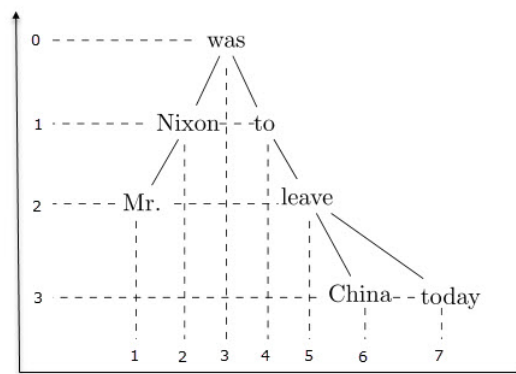 0 was
1 Nixon to
2 Mr. leave
3 China today
1 2 3 4 5 6 7